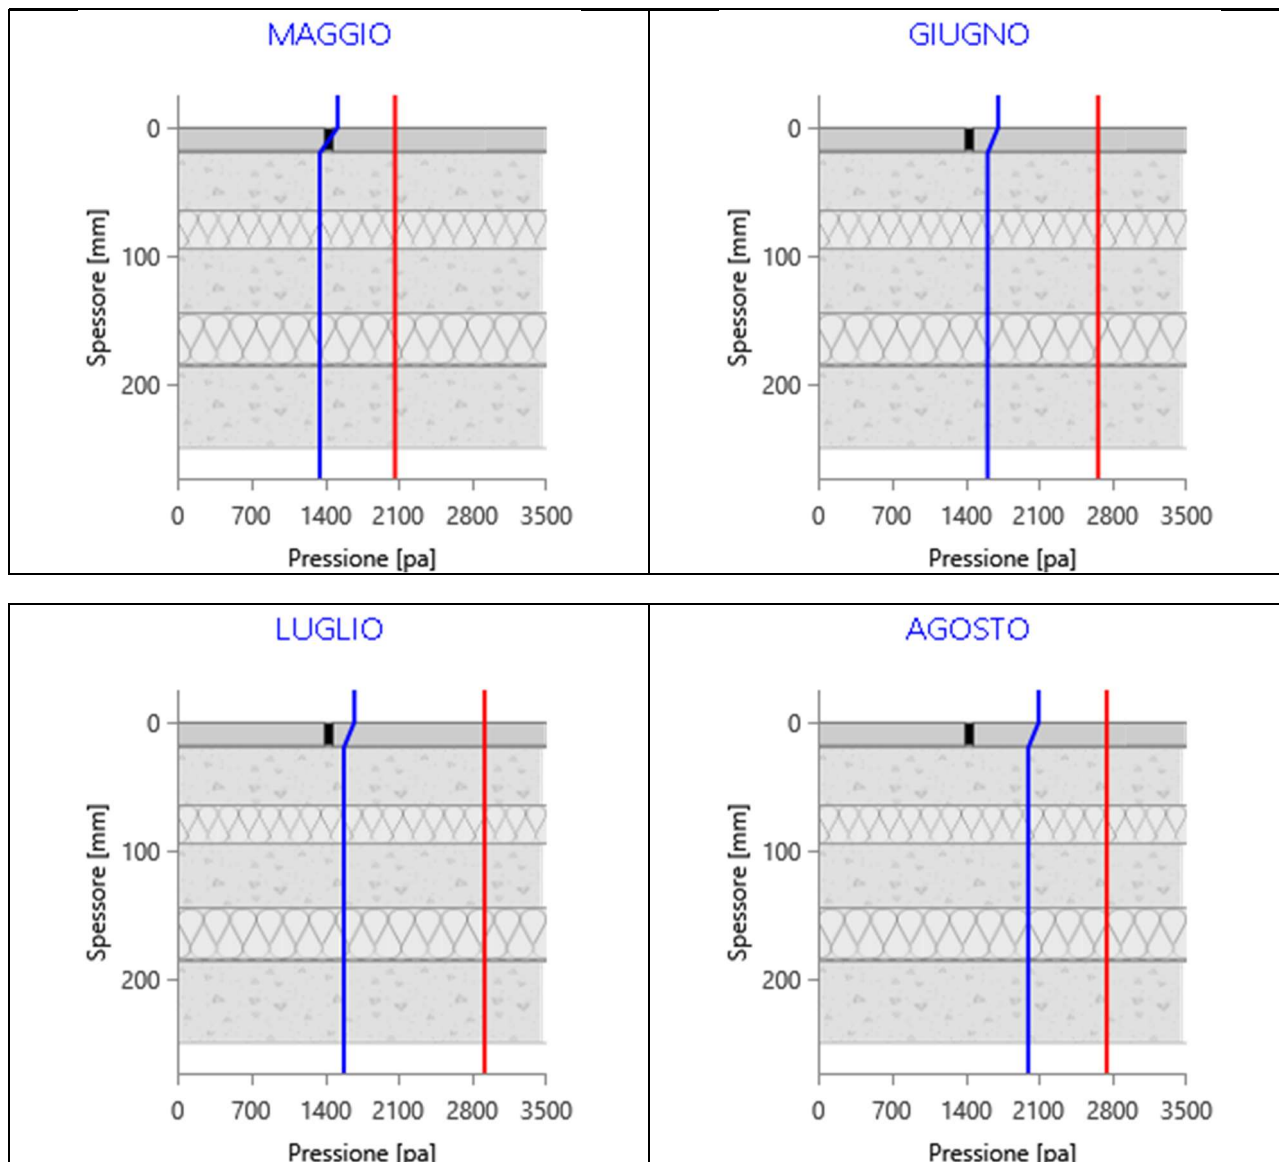 MAGGIO
0
100
200
Spessore [mm]
0 700 1400 2100 2800 3500
Pressione [pa]
GIUGNO
0
100
200
Spessore [mm]
0 700 1400 2100 2800 3500
Pressione [pa]
LUGLIO
0
100
200
Spessore [mm]
0 700 1400 2100 2800 3500
Pressione [pa]
AGOSTO
0
100
200
Spessore [mm]
0 700 1400 2100 2800 3500
Pressione [pa]